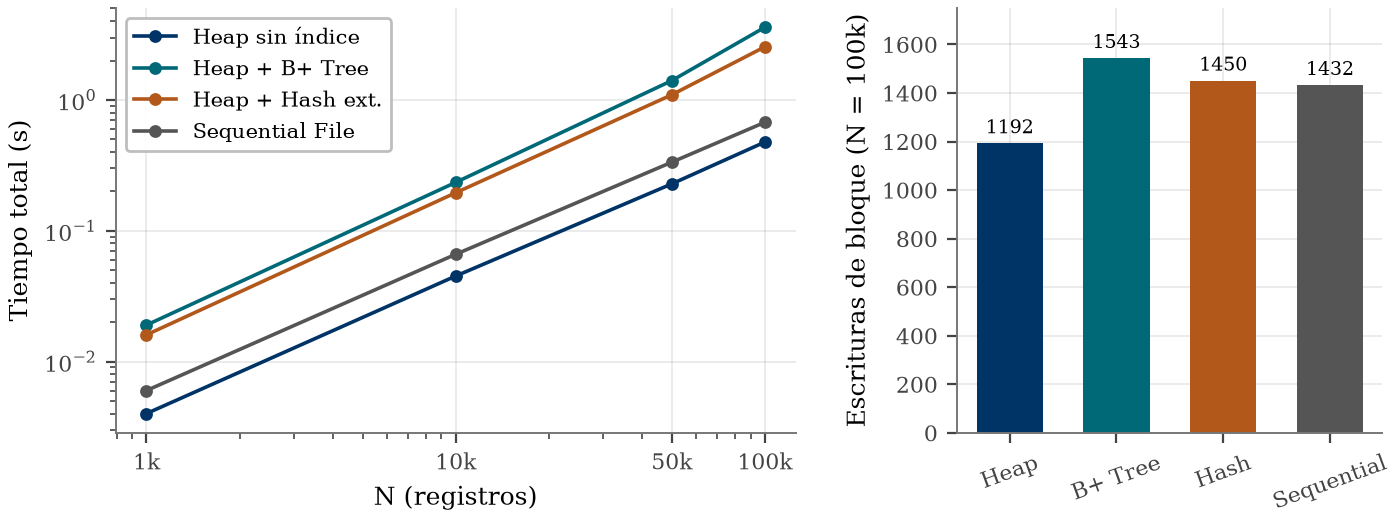 Heap sin índice
Heap + B+ Tree
Heap + Hash ext.
Sequential File
Tiempo total (s)
10⁰
10⁻¹
10⁻²
1k
10k
50k
100k
N (registros)
Escrituras de bloque (N = 100k)
1600
1400
1200
1000
800
600
400
200
0
1192
1543
1450
1432
Heap
B+ Tree
Hash
Sequential